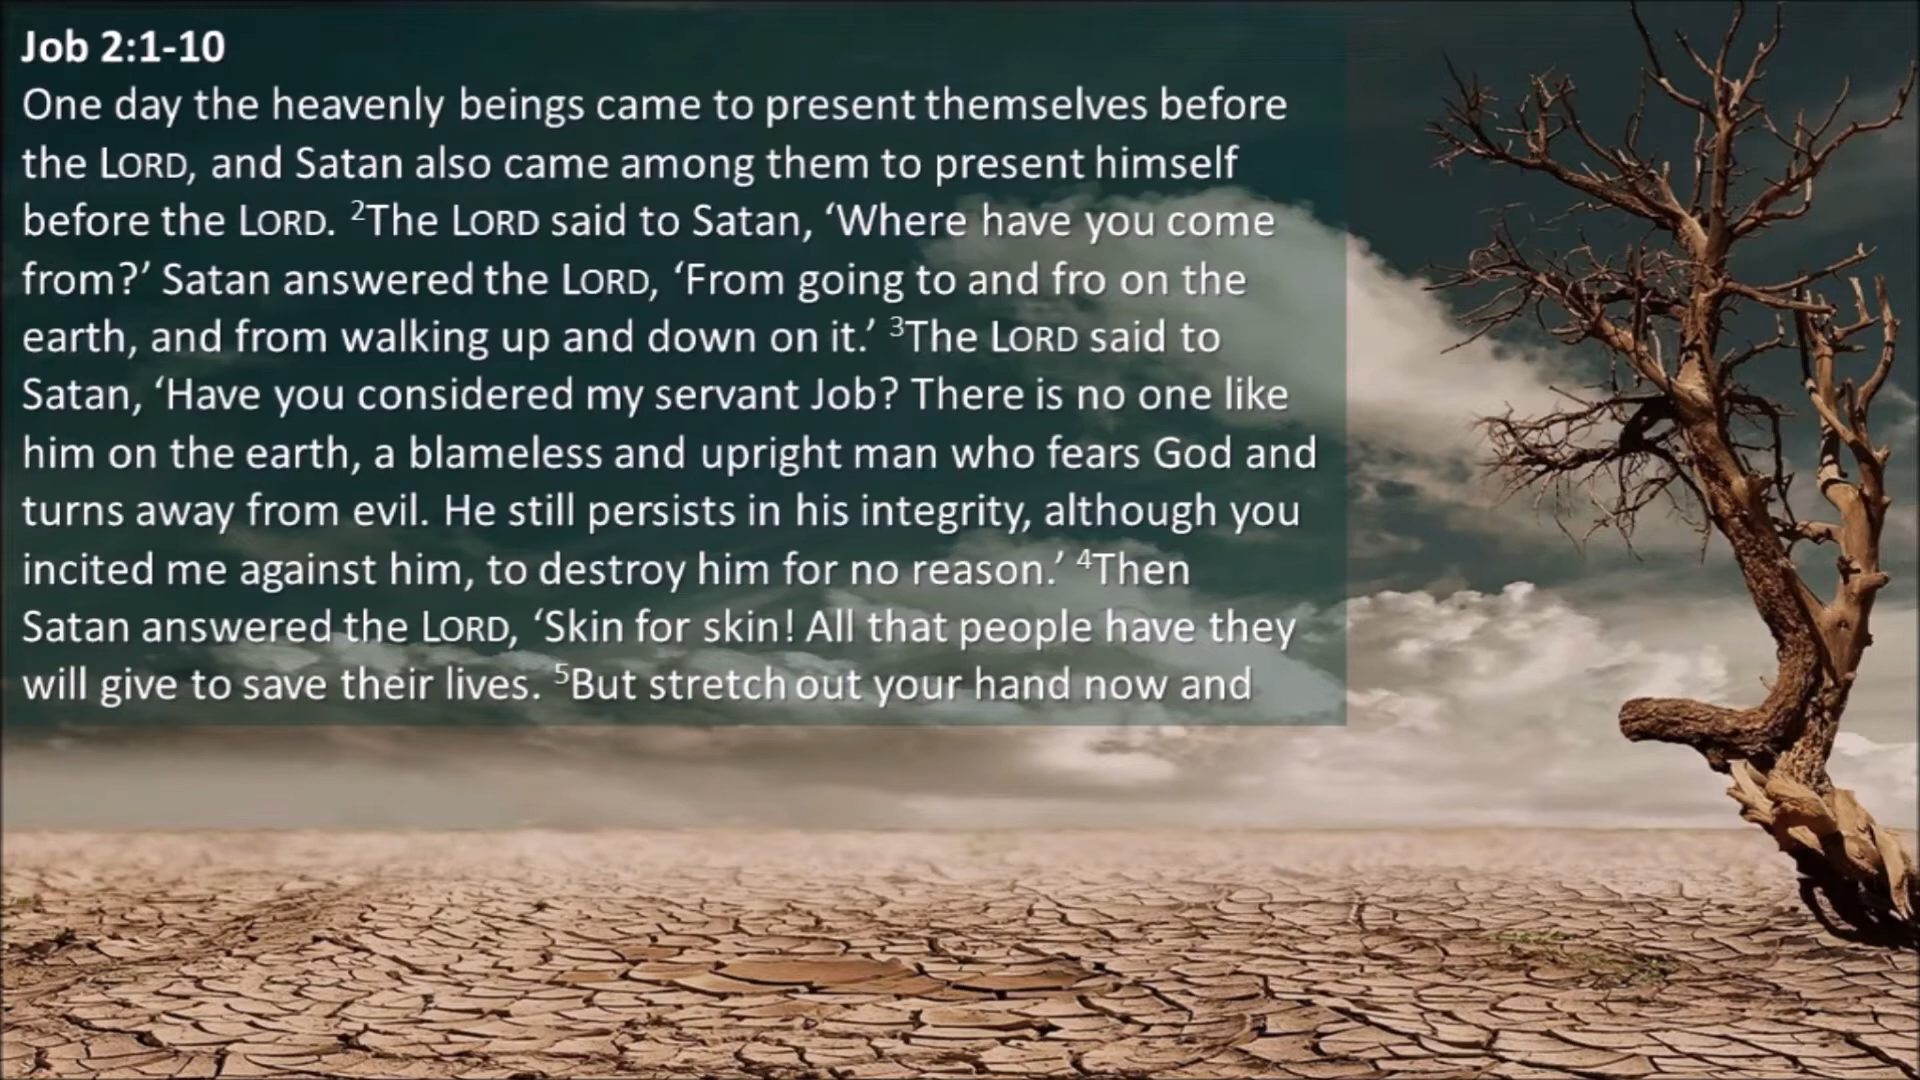 Job 2:1-10
One day the heavenly beings came to present themselves before
the LORD, and Satan also came among them to present himself
before the LORD. ²The LORD said to Satan, ‘Where have you come
from?’ Satan answered the LORD, ‘From going to and fro on the
earth, and from walking up and down on it.’ ³The LORD said to
Satan, ‘Have you considered my servant Job? There is no one like
him on the earth, a blameless and upright man who fears God and
turns away from evil. He still persists in his integrity, although you
incited me against him, to destroy him for no reason.’ ⁴Then
Satan answered the LORD, ‘Skin for skin! All that people have they
will give to save their lives. ⁵But stretch out your hand now and